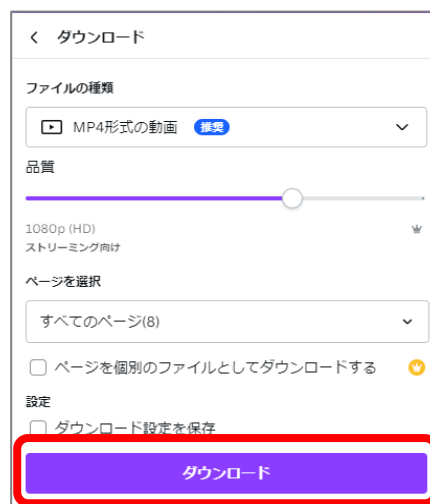 ダウンロード
ファイルの種類
MP4形式の動画 推奨
品質
1080p (HD)
ストリーミング向け
ページを選択
すべてのページ(8)
ページを個別のファイルとしてダウンロードする
設定
ダウンロード設定を保存
ダウンロード